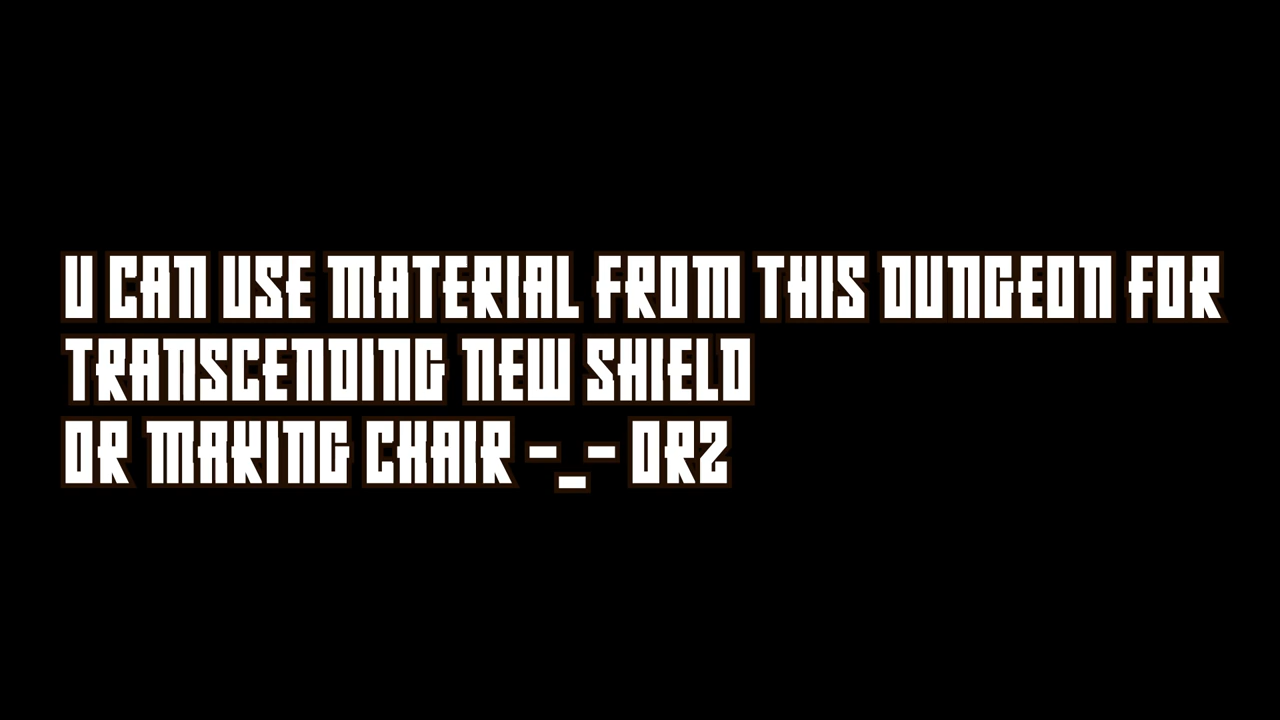 U CAN USE MATERIAL FROM THIS DUNGEON FOR
TRANSCENDING NEW SHIELD
OR MAKING CHAIR -_- ORZ